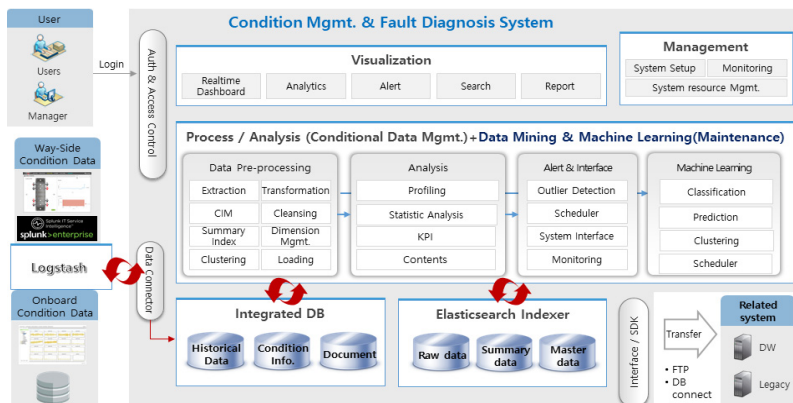 Condition Mgmt. & Fault Diagnosis System
User
Users
Manager
Login
Auth & Access Control
Visualization
Realtime
Dashboard
Analytics
Alert
Search
Report
Management
System Setup
Monitoring
System resource Mgmt.
Way-Side
Condition Data
Splunk IT Service
Intelligence
splunk>enterprise
Logstash
Onboard
Condition Data
Data Connector
Process / Analysis (Conditional Data Mgmt.)+Data Mining & Machine Learning(Maintenance)
Data Pre-processing
Extraction
Transformation
CIM
Cleansing
Summary
Index
Dimension
Mgmt.
Clustering
Loading
Analysis
Profiling
Statistic Analysis
KPI
Contents
Alert & Interface
Outlier Detection
Scheduler
System Interface
Monitoring
Machine Learning
Classification
Prediction
Clustering
Scheduler
Integrated DB
Historical
Data
Condition
Info.
Document
Elasticsearch Indexer
Raw data
Summary
data
Master
data
Interface / SDK
Transfer
• FTP
• DB
connect
Related
system
DW
Legacy